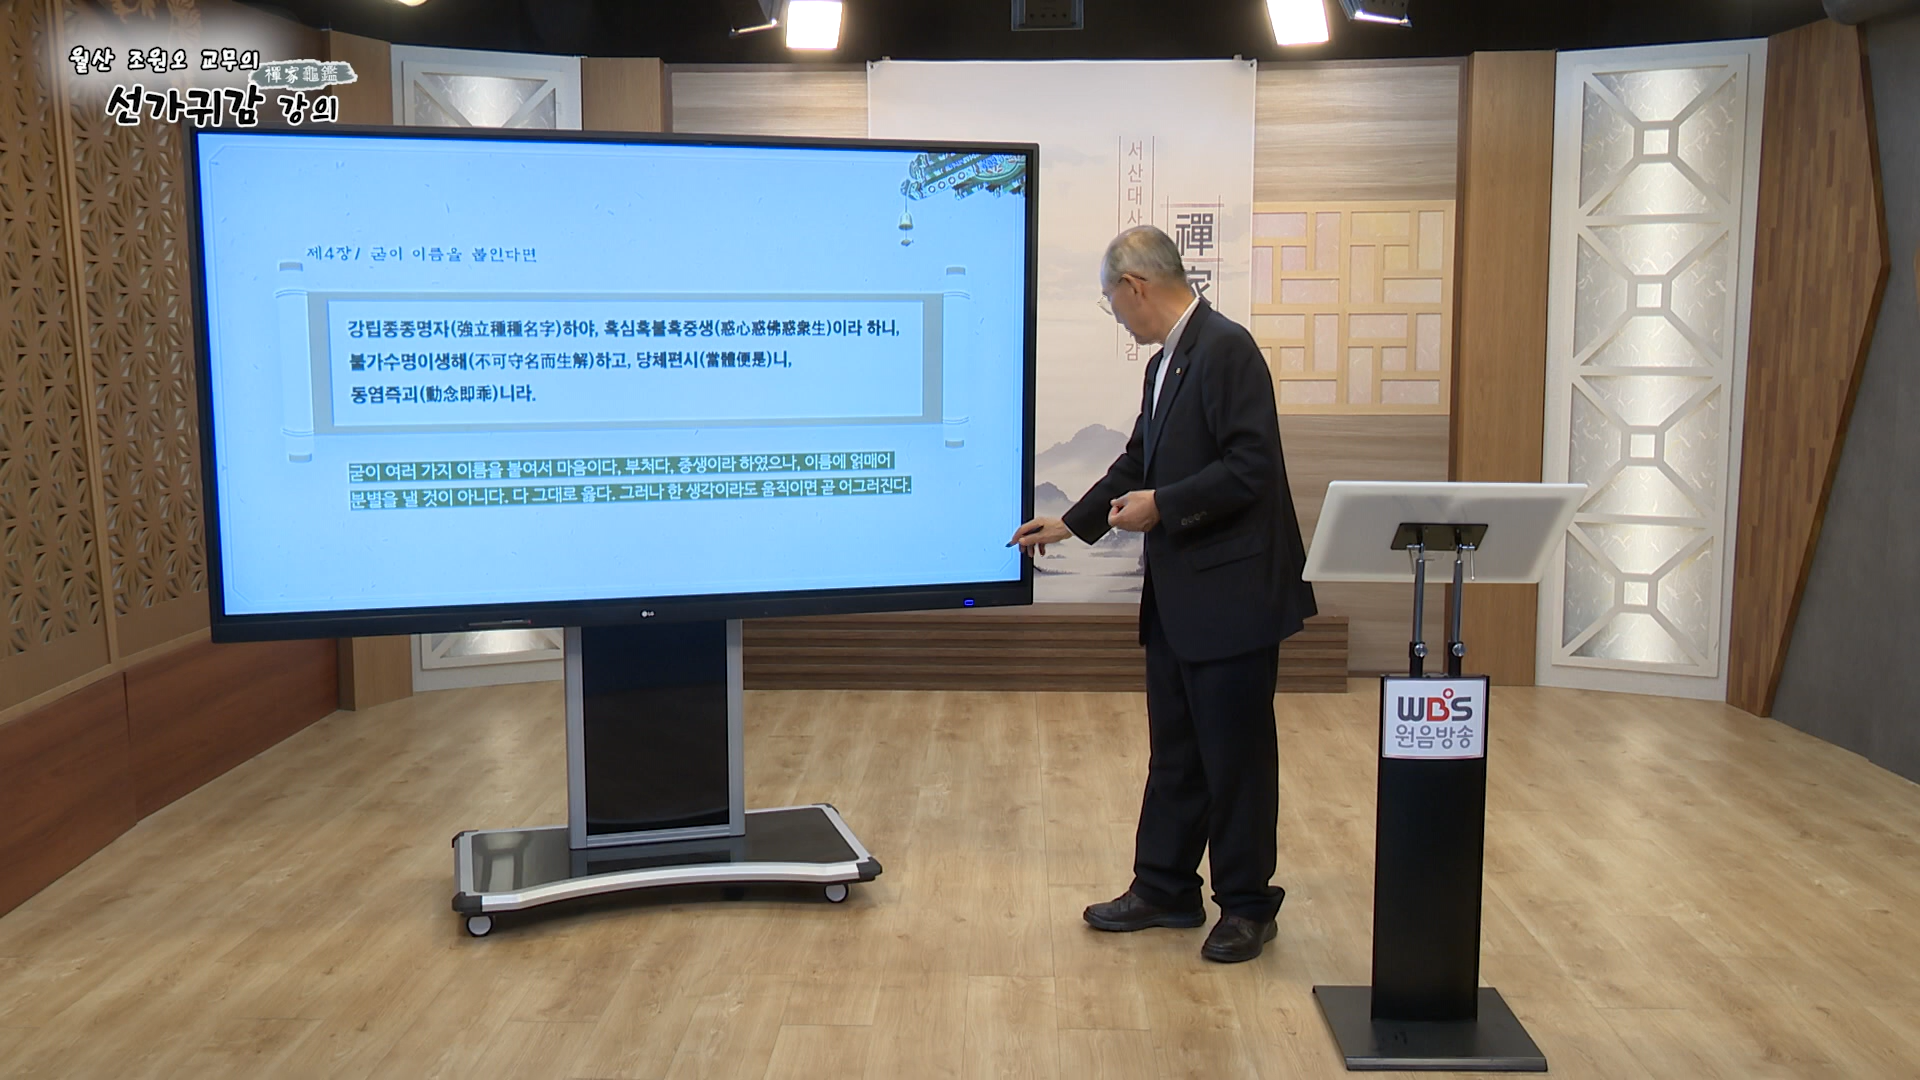 월산 조원오 교무의
禪家龜鑑
선가귀감 강의
제4장/ 굳이 이름을 붙인다면
강립종종명자(強立種種名字)하야, 혹심혹불혹중생(惑心惑佛惑衆生)이라 하니,
불가수명이생해(不可守名而生解)하고, 당체편시(當體便是)니,
동념즉괴(動念即乖)니라.
굳이 여러 가지 이름을 붙여서 마음이다, 부처다, 중생이라 하였으나, 이름에 얽매어
분별을 낼 것이 아니다. 다 그대로 옳다. 그러나 한 생각이라도 움직이면 곧 어그러진다.
LG
禪家
서산대사
감
WBS
원음방송